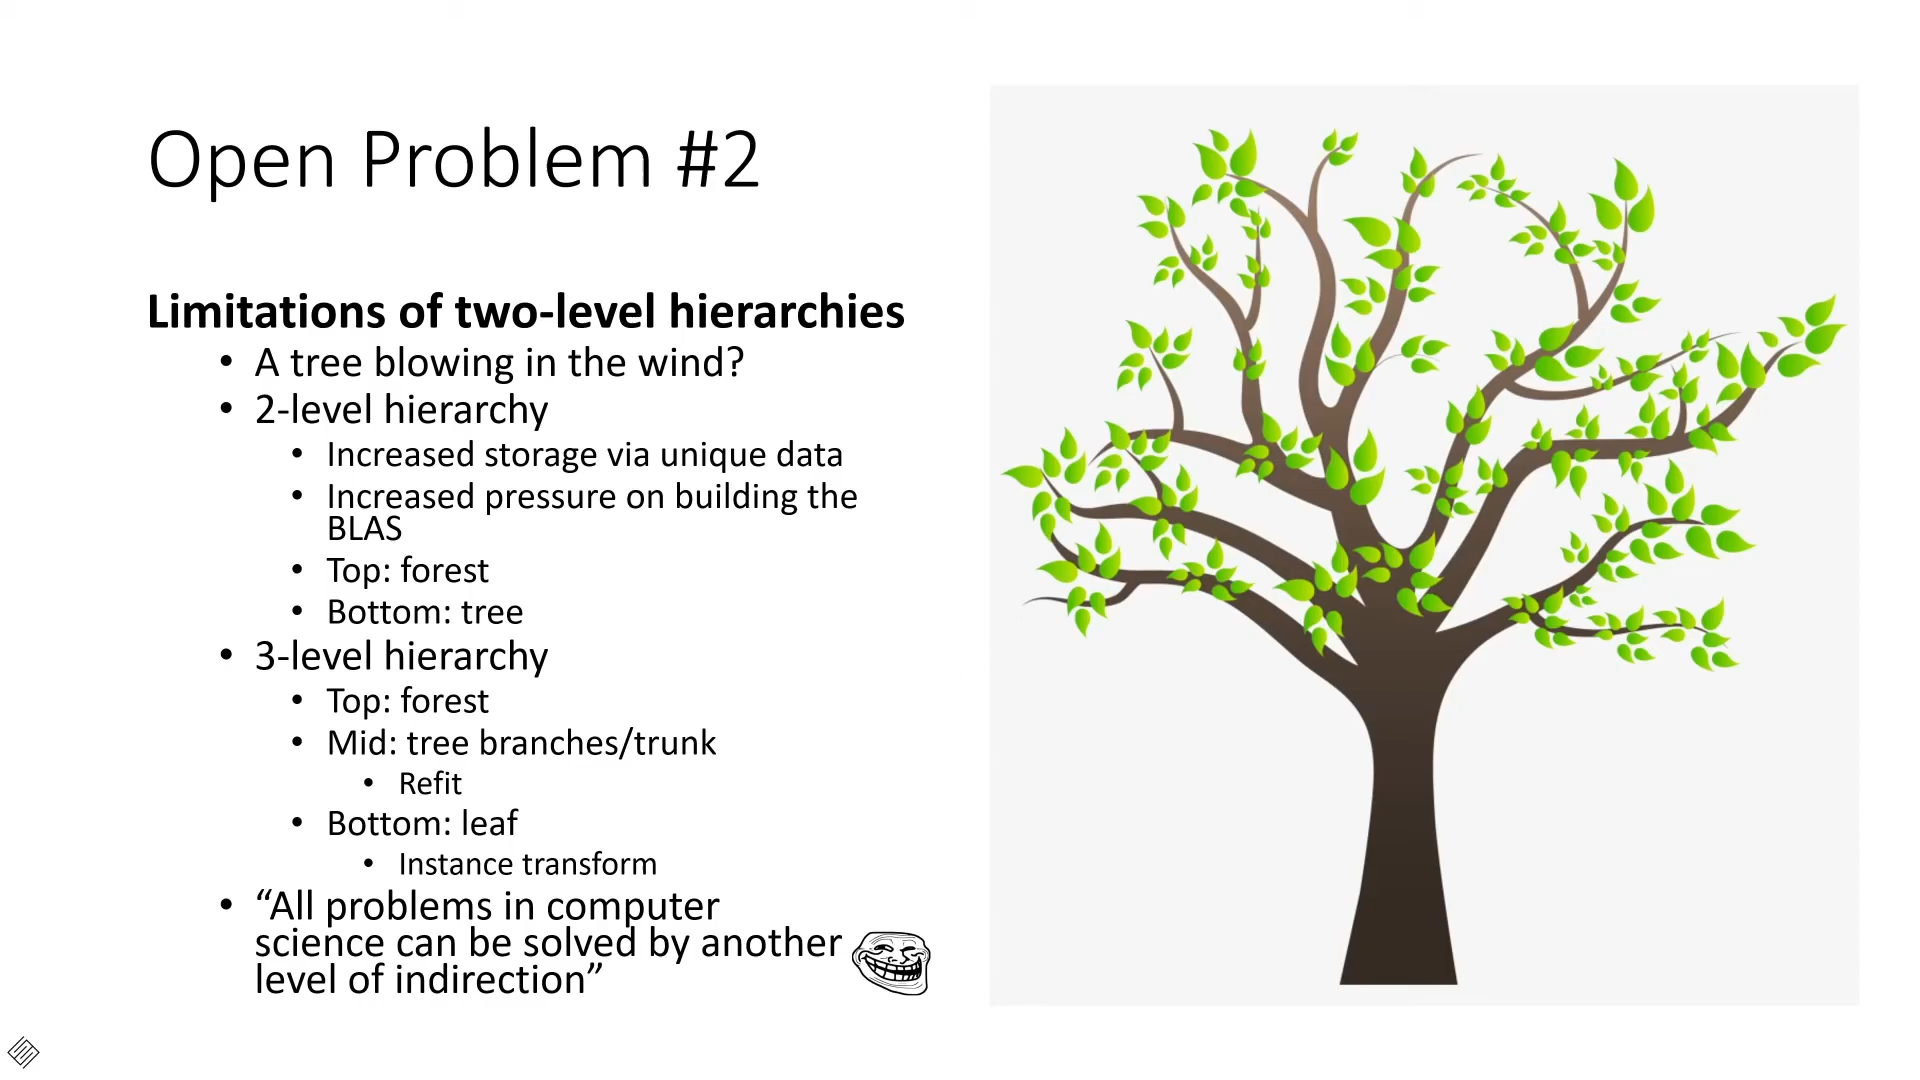 Open Problem #2
Limitations of two-level hierarchies
• A tree blowing in the wind?
• 2-level hierarchy
• Increased storage via unique data
• Increased pressure on building the
BLAS
• Top: forest
• Bottom: tree
• 3-level hierarchy
• Top: forest
• Mid: tree branches/trunk
• Refit
• Bottom: leaf
• Instance transform
• “All problems in computer
science can be solved by another
level of indirection”